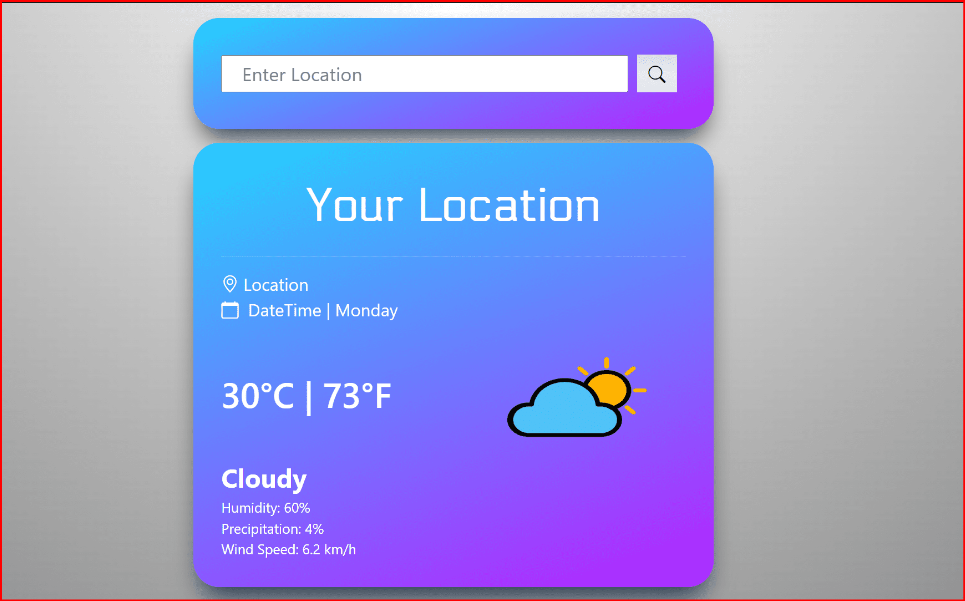 Enter Location
Your Location
Location
DateTime | Monday
30°C | 73°F
Cloudy
Humidity: 60%
Precipitation: 4%
Wind Speed: 6.2 km/h